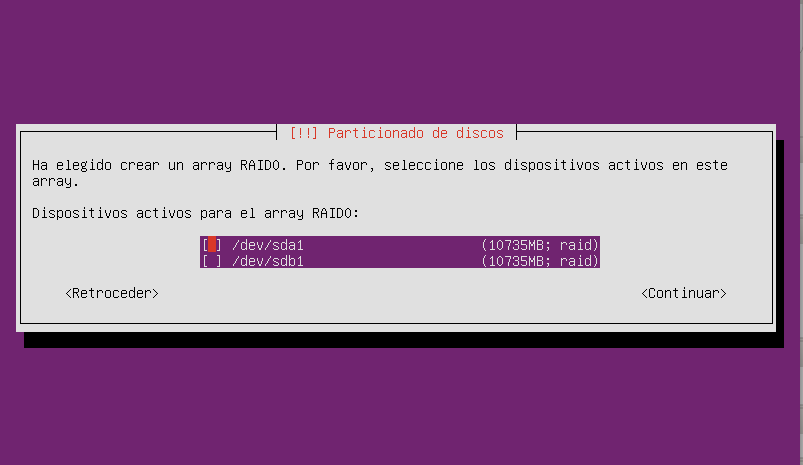 [!!] Particionado de discos
Ha elegido crear un array RAID0. Por favor, seleccione los dispositivos activos en este
array.
Dispositivos activos para el array RAID0:
[ ] /dev/sda1 (10735MB; raid)
[ ] /dev/sdb1 (10735MB; raid)
<Retroceder> <Continuar>